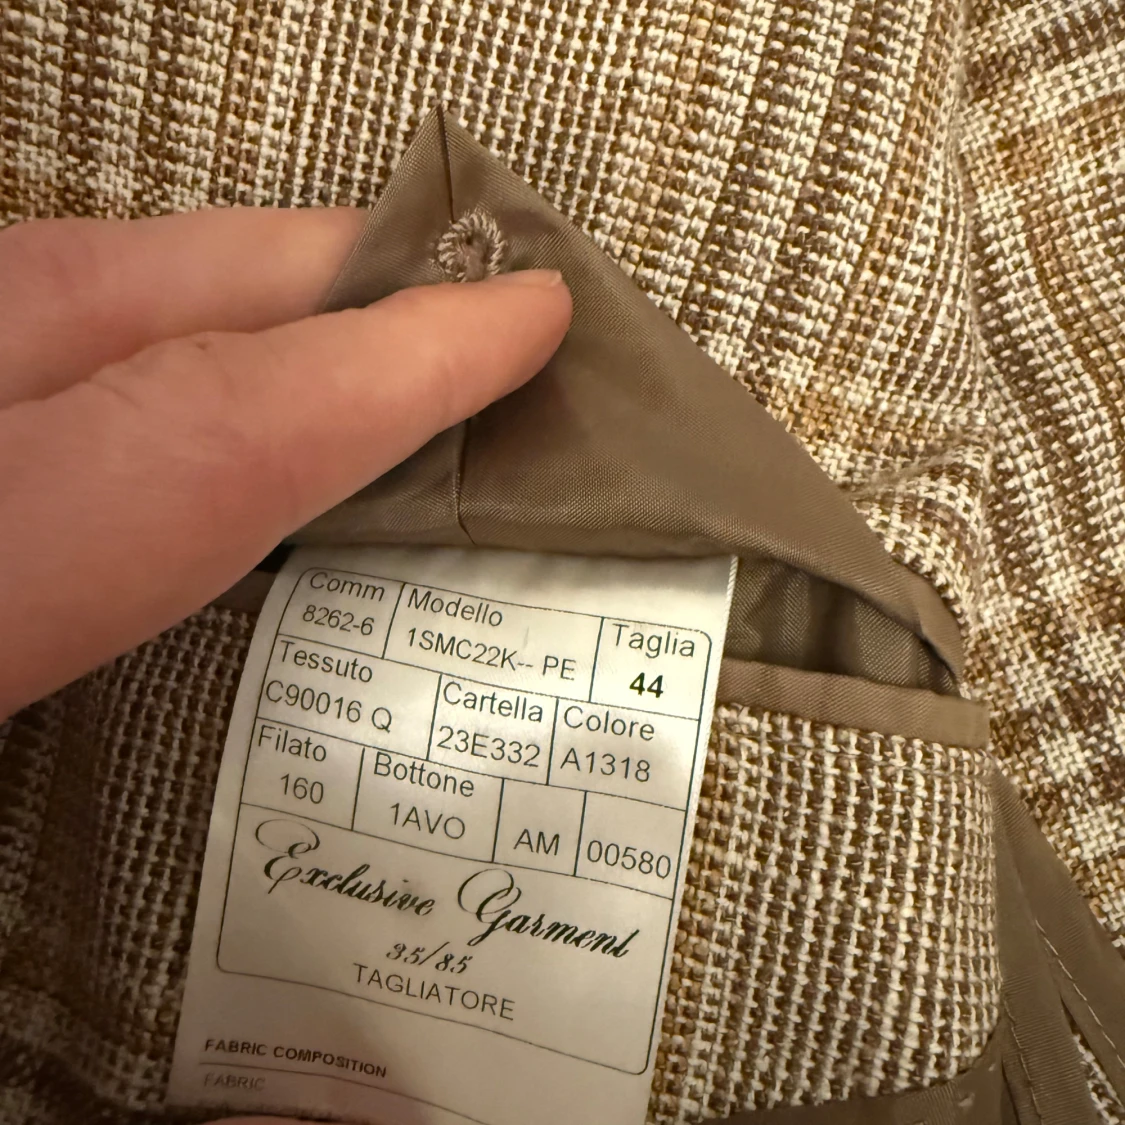 Comm Modello Taglia
8262-6 1SMC22K-- PE 44
Tessuto Cartella Colore
C90016 Q 23E332 A1318
Filato Bottone
160 1AVO AM 00580
Exclusive Garment
35/85
TAGLIATORE
FABRIC COMPOSITION
FABRIC